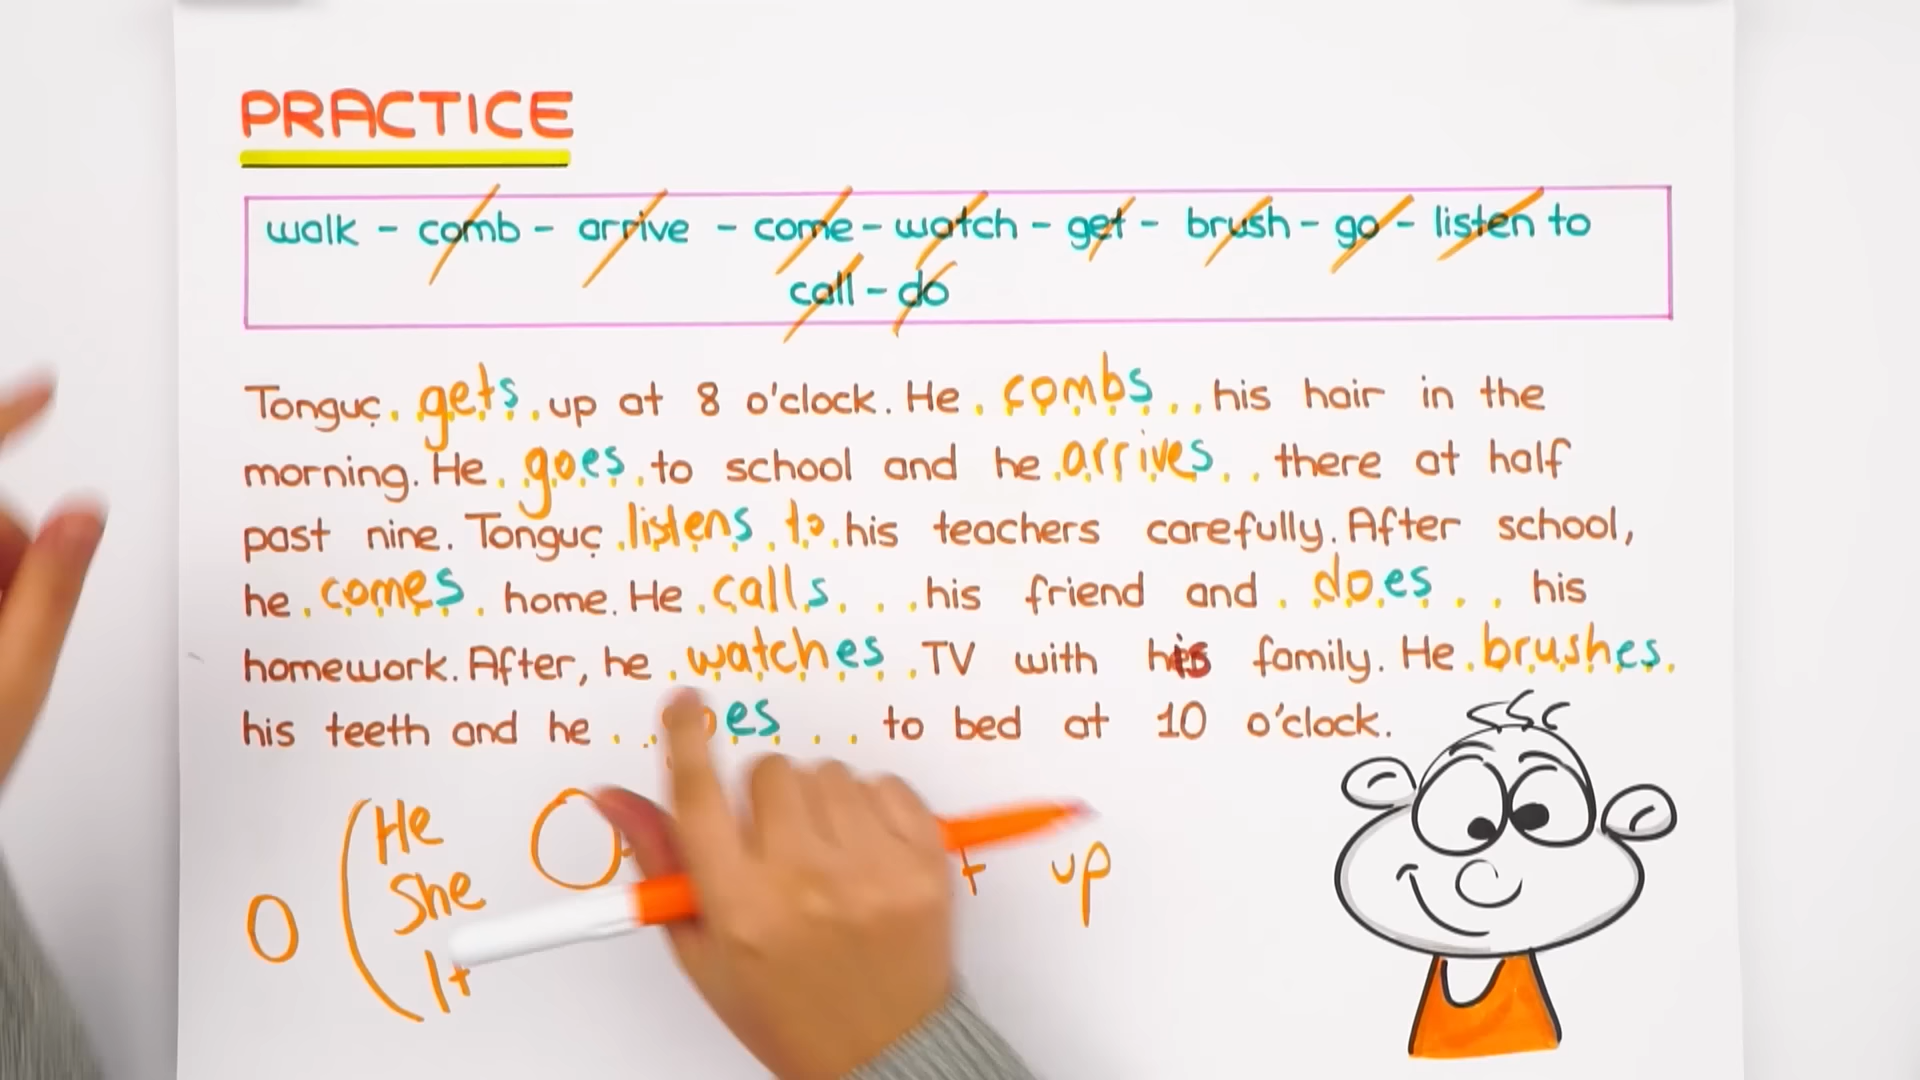 PRACTICE
walk - comb - arrive - come - watch - get - brush - go - listen to
call - do
Tonguç gets up at 8 o'clock. He combs his hair in the
morning. He goes to school and he arrives there at half
past nine. Tonguç listens to his teachers carefully. After school,
he comes home. He calls his friend and does his
homework. After, he watches TV with his family. He brushes
his teeth and he to bed at 10 o'clock.
He
She
It
O
up